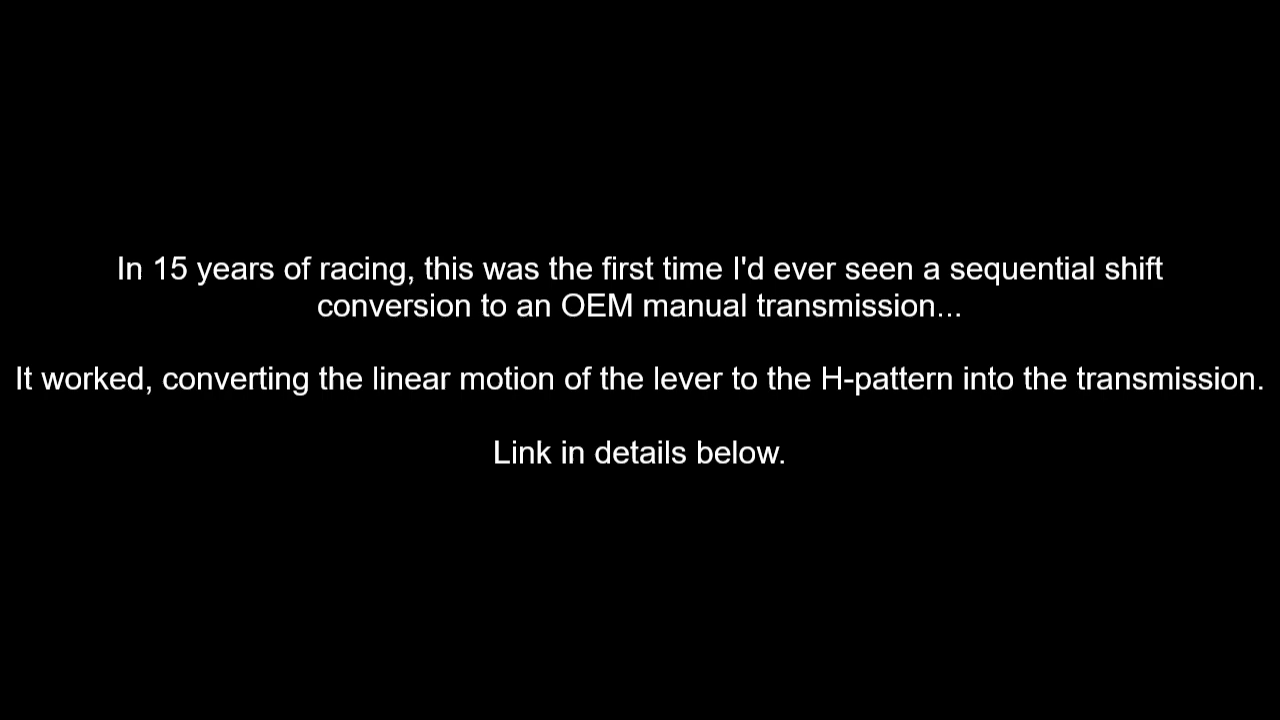 In 15 years of racing, this was the first time I'd ever seen a sequential shift
conversion to an OEM manual transmission...
It worked, converting the linear motion of the lever to the H-pattern into the transmission.
Link in details below.